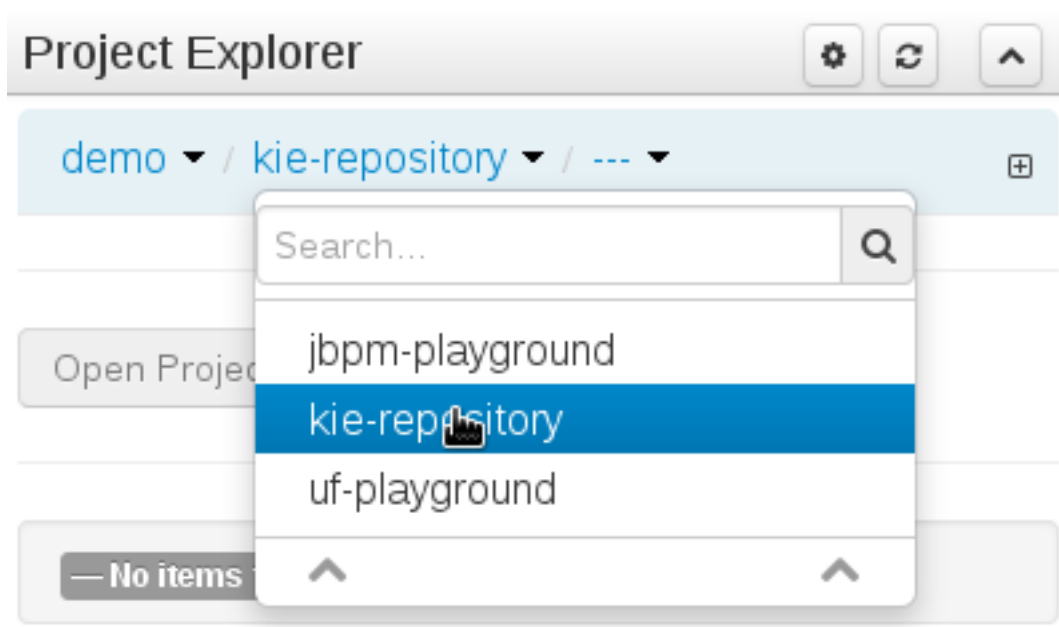 Project Explorer
demo / kie-repository / ---
Search...
jbpm-playground
Open Projec
kie-repository
uf-playground
— No items